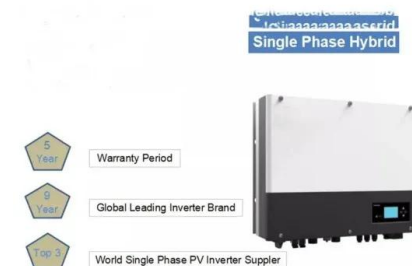 Single Phase Hybrid
5
Year
Warranty Period
9
Year
Global Leading Inverter Brand
Top 3
World Single Phase PV Inverter Suppler